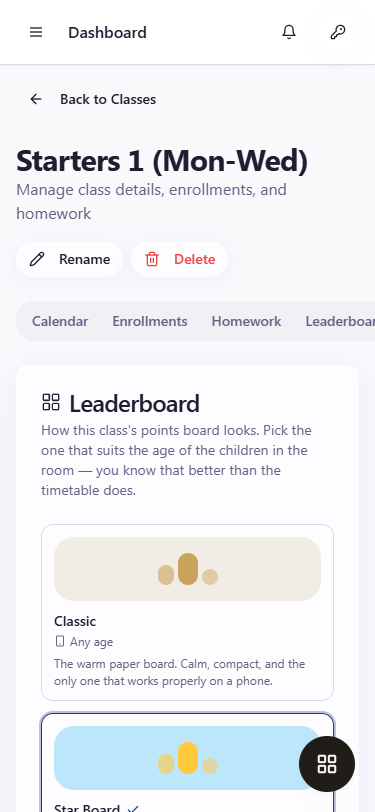 Dashboard
Back to Classes
Starters 1 (Mon-Wed)
Manage class details, enrollments, and
homework
Rename
Delete
Calendar
Enrollments
Homework
Leaderboar
Leaderboard
How this class's points board looks. Pick the
one that suits the age of the children in the
room — you know that better than the
timetable does.
Classic
Any age
The warm paper board. Calm, compact, and the
only one that works properly on a phone.
Star Board